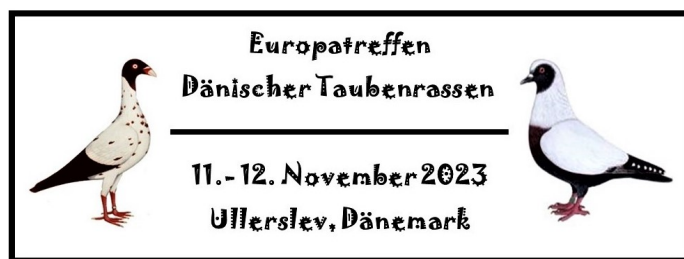 Europatreffen
Dänischer Taubenrassen
11.-12. November 2023
Ullerslev, Dänemark